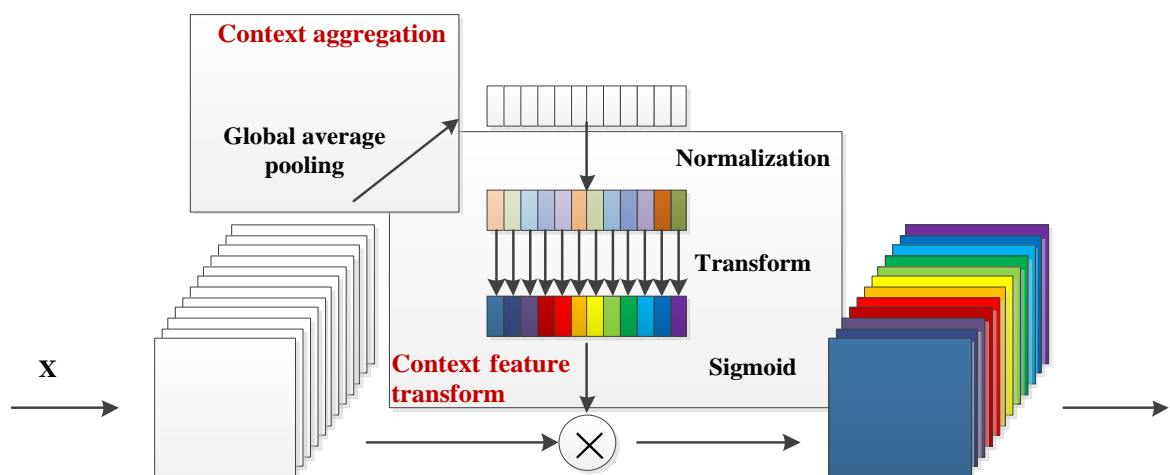 Context aggregation
Global average
pooling
Normalization
Transform
X
Context feature
transform
Sigmoid